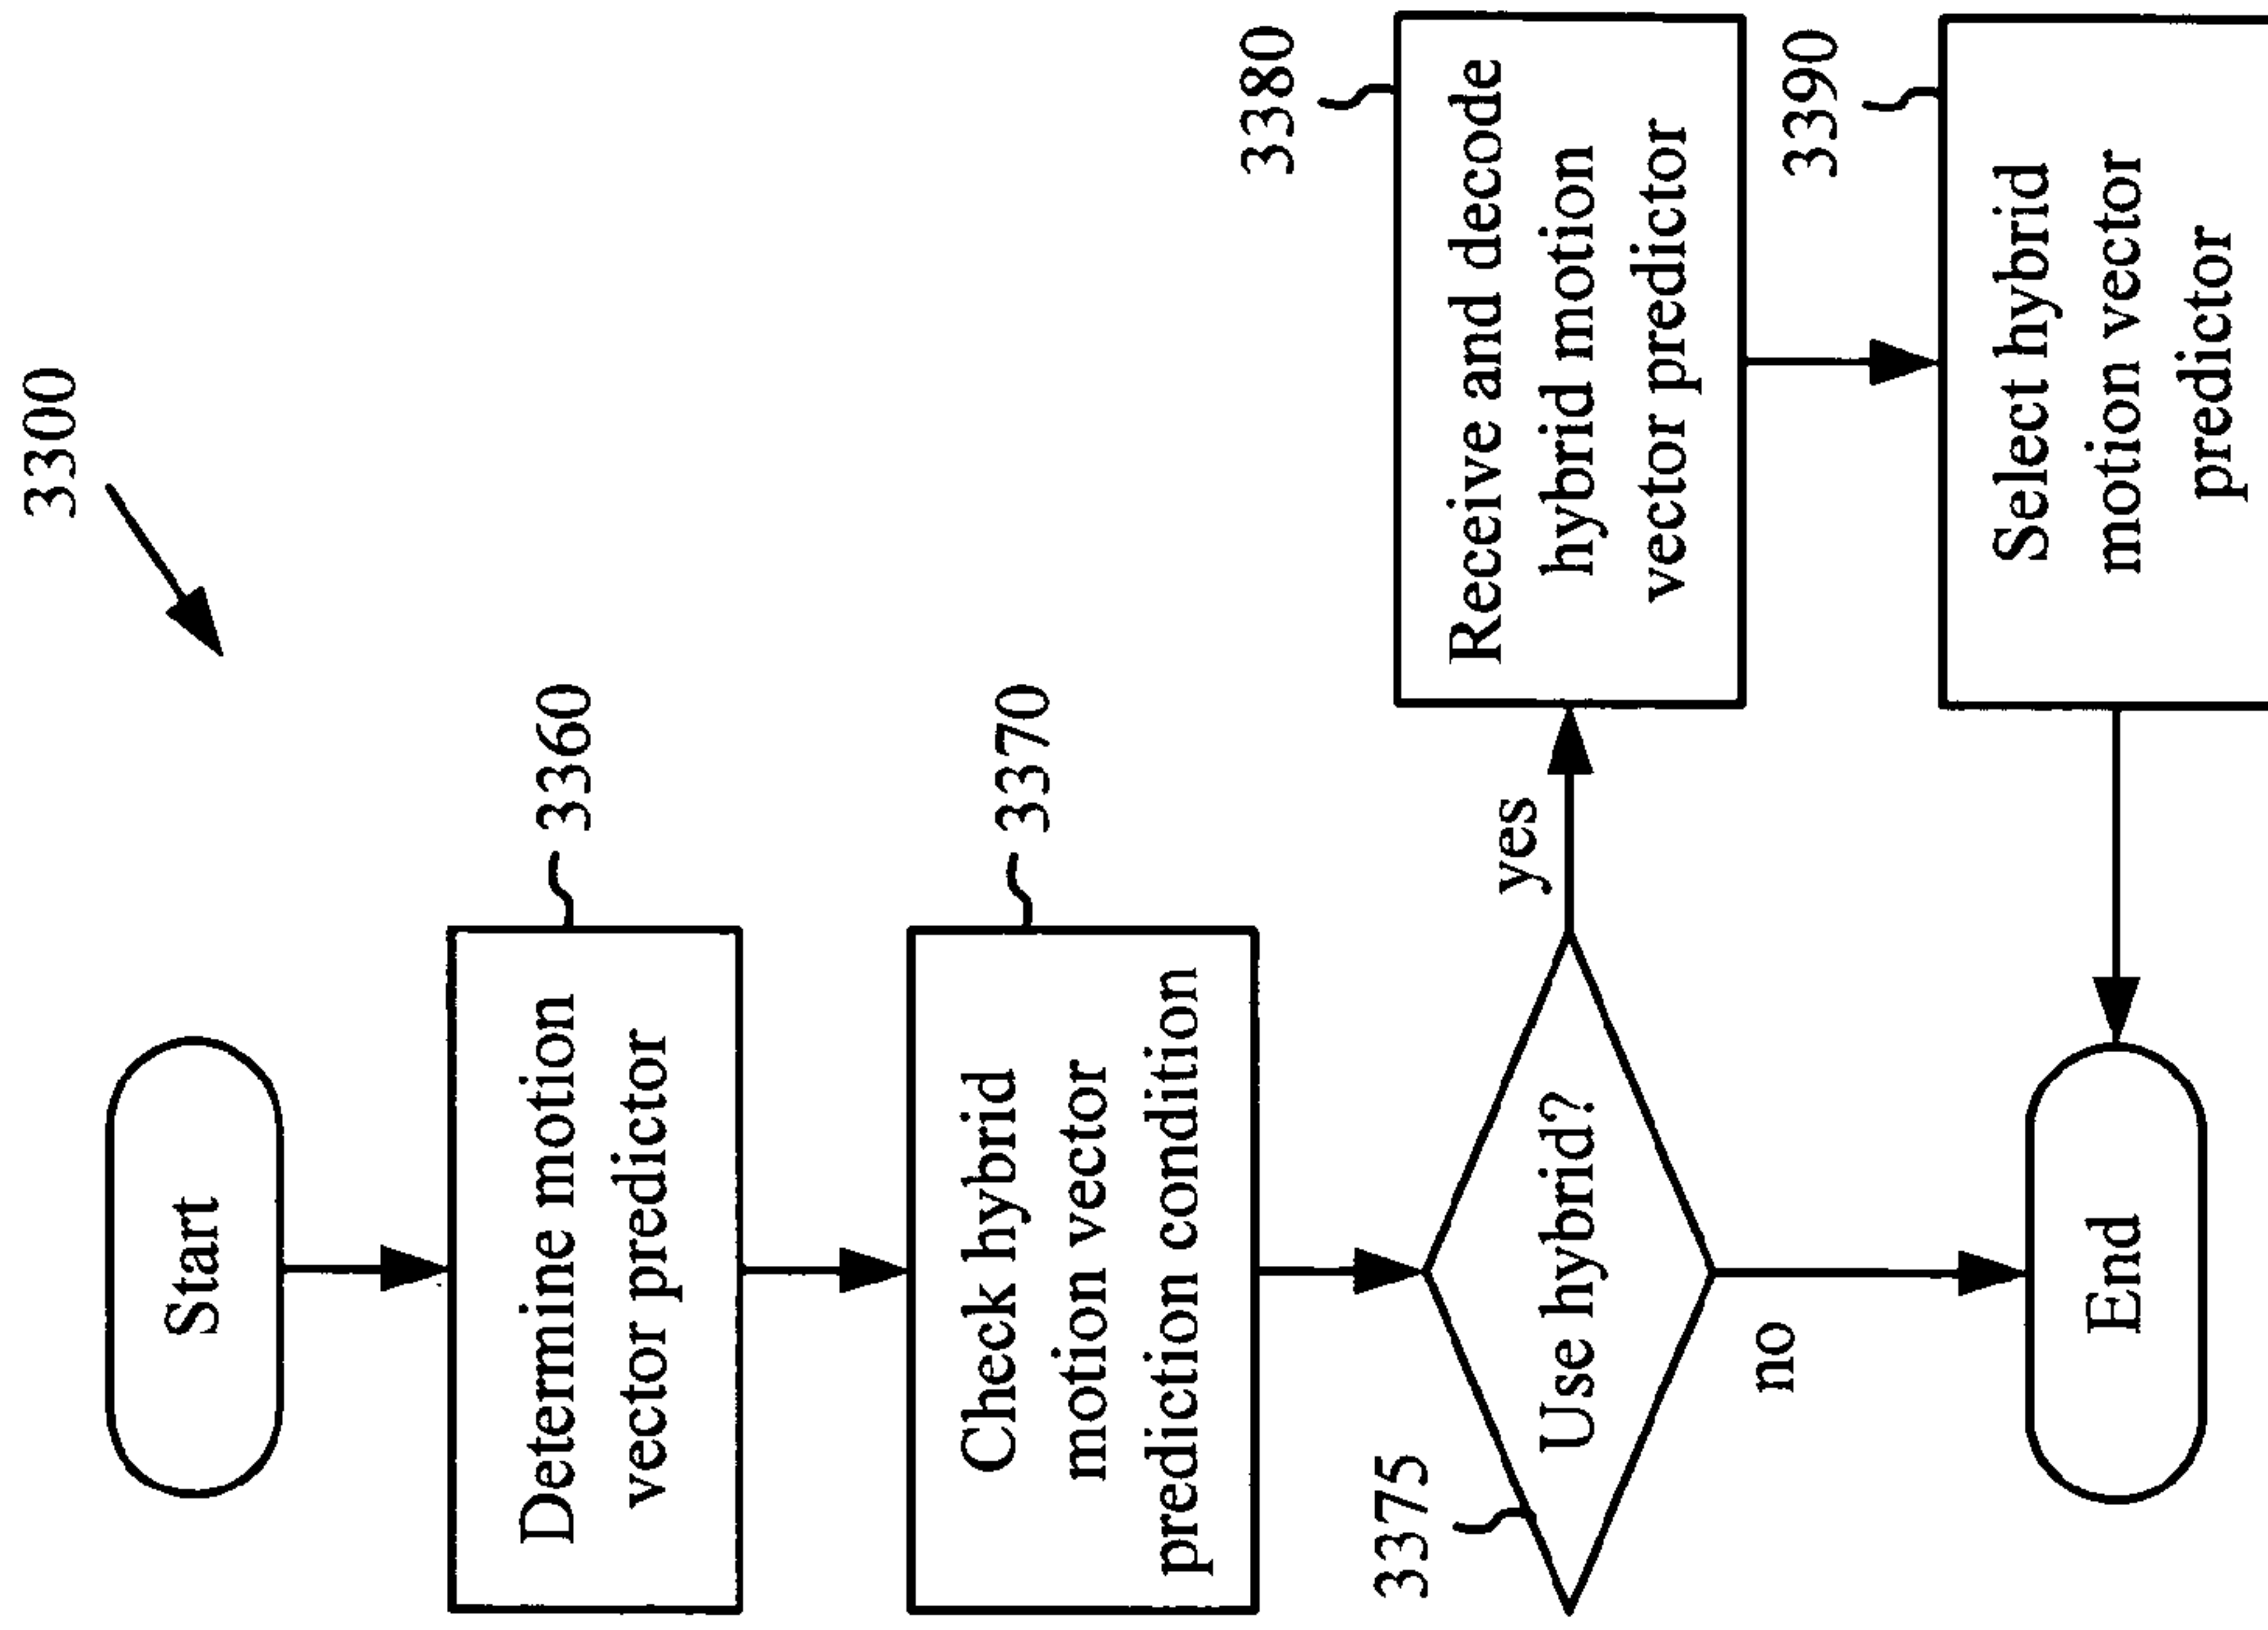 3300
Start
Determine motion
vector predictor
3360
Check hybrid
motion vector
prediction condition
3370
3375
Use hybrid?
yes
no
3380
Receive and decode
hybrid motion
vector predictor
3390
Select hybrid
motion vector
predictor
End